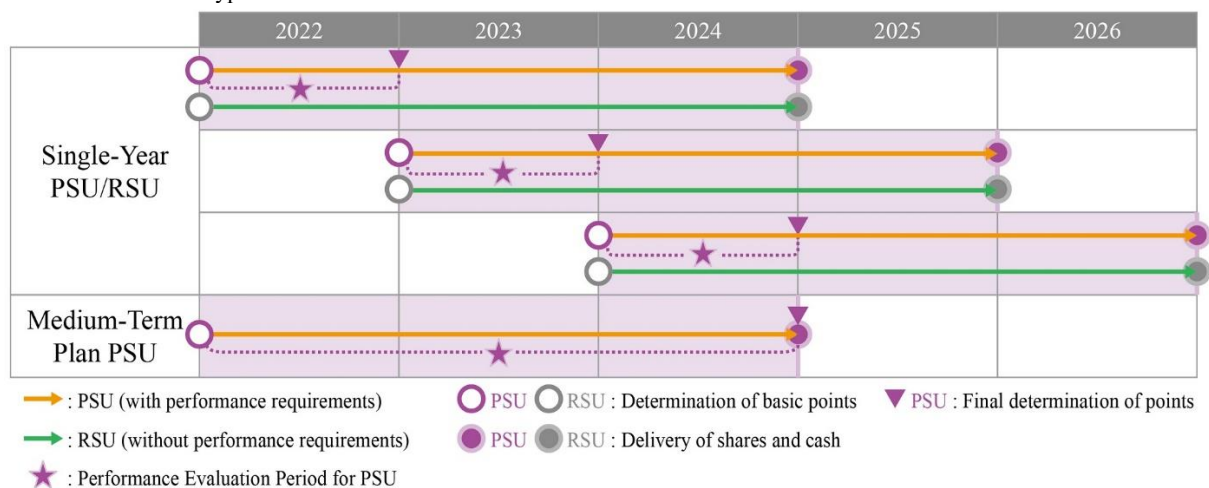 2022 2023 2024 2025 2026
Single-Year
PSU/RSU
Medium-Term
Plan PSU
: PSU (with performance requirements)
PSU RSU : Determination of basic points
PSU : Final determination of points
: RSU (without performance requirements)
PSU RSU : Delivery of shares and cash
: Performance Evaluation Period for PSU